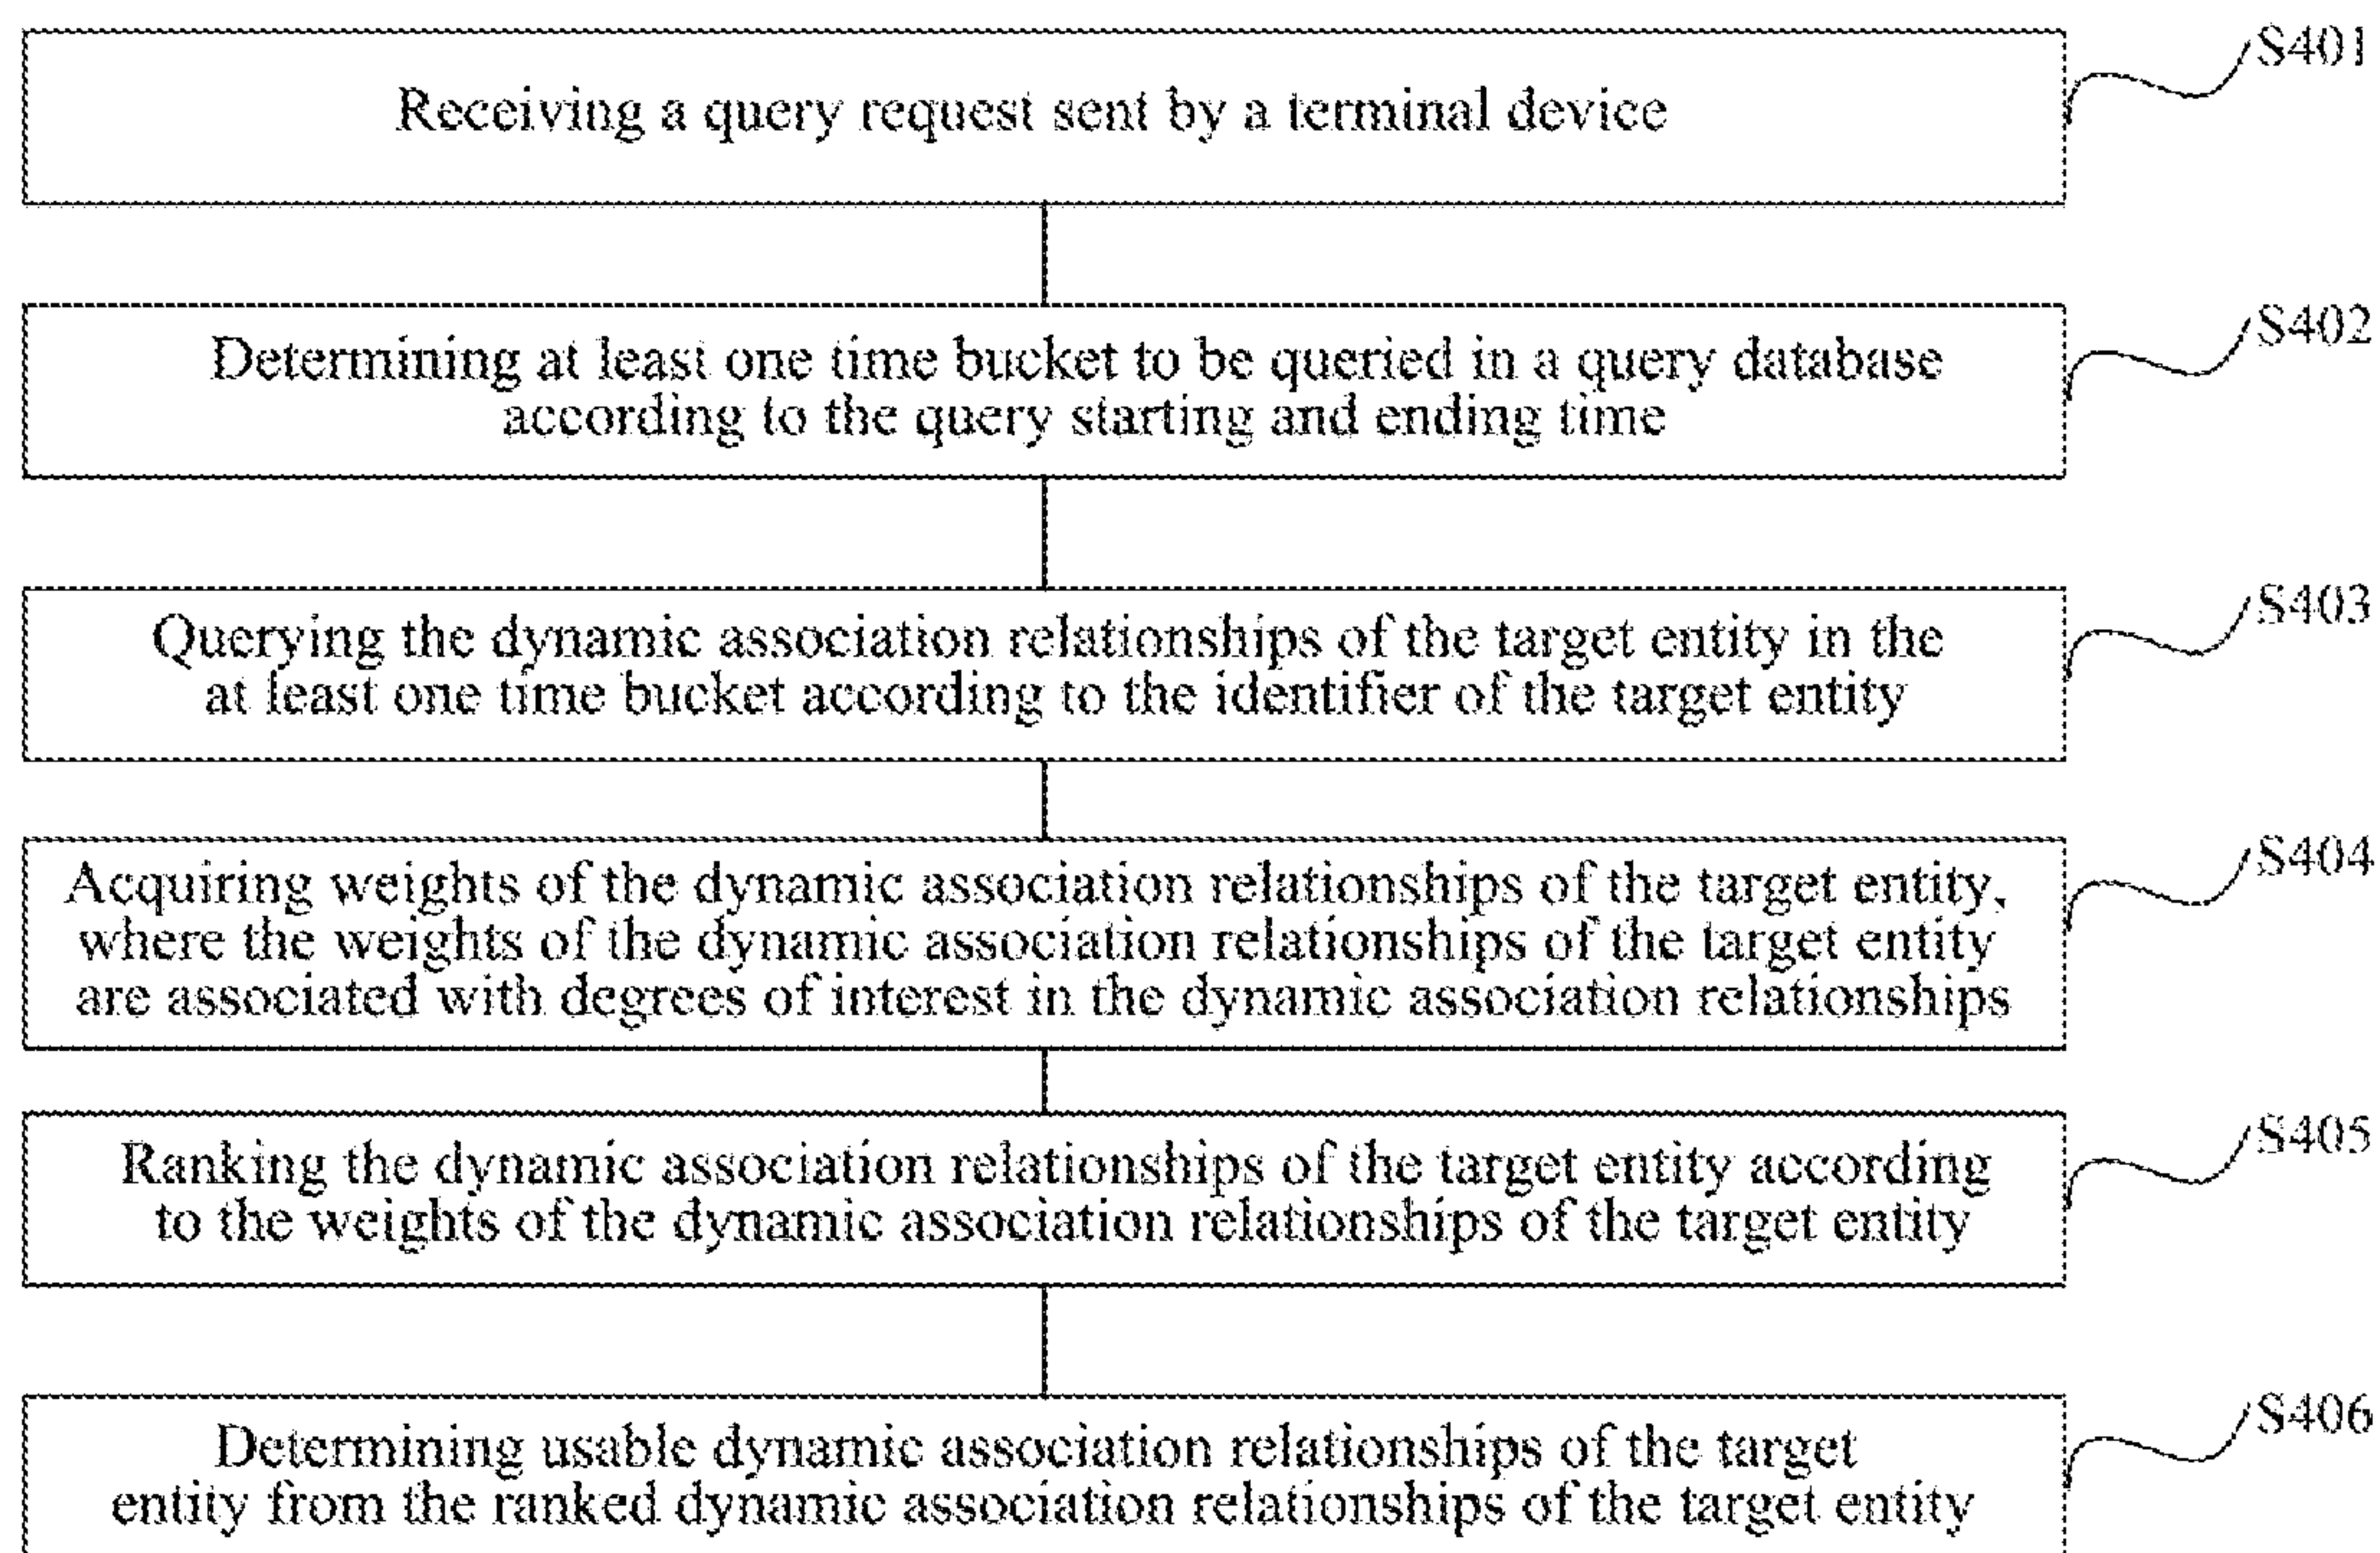 S401
Receiving a query request sent by a terminal device
S402
Determining at least one time bucket to be queried in a query database
according to the query starting and ending time
S403
Querying the dynamic association relationships of the target entity in the
at least one time bucket according to the identifier of the target entity
S404
Acquiring weights of the dynamic association relationships of the target entity,
where the weights of the dynamic association relationships of the target entity
are associated with degrees of interest in the dynamic association relationships
S405
Ranking the dynamic association relationships of the target entity according
to the weights of the dynamic association relationships of the target entity
S406
Determining usable dynamic association relationships of the target
entity from the ranked dynamic association relationships of the target entity